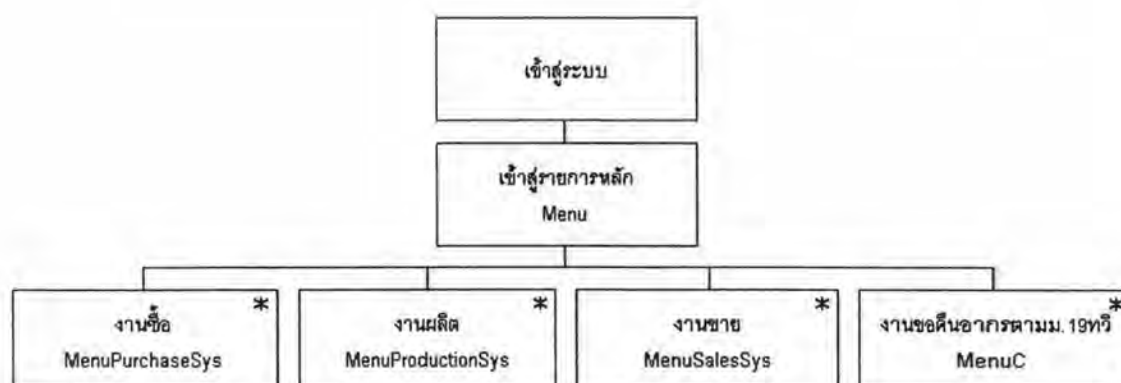 เข้าสู่ระบบ
เข้าสู่รายการหลัก
Menu
งานซื้อ *
MenuPurchaseSys
งานผลิต *
MenuProductionSys
งานขาย *
MenuSalesSys
งานขอคืนอากรตามม.19ทวิ *
MenuC